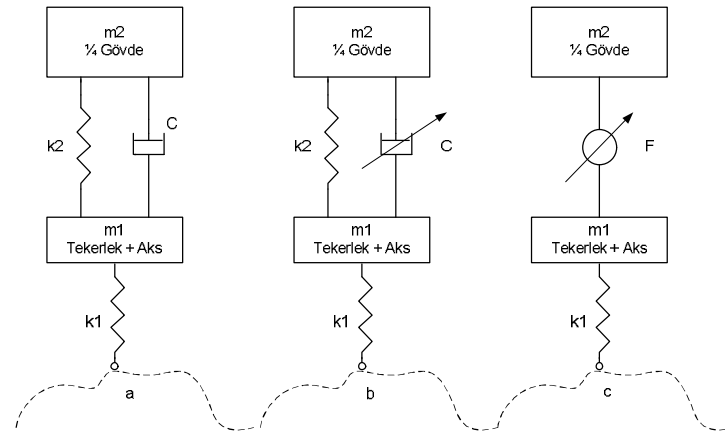 m2
¼ Gövde
k2
C
m1
Tekerlek + Aks
k1
a
m2
¼ Gövde
k2
C
m1
Tekerlek + Aks
k1
b
m2
¼ Gövde
F
m1
Tekerlek + Aks
k1
c